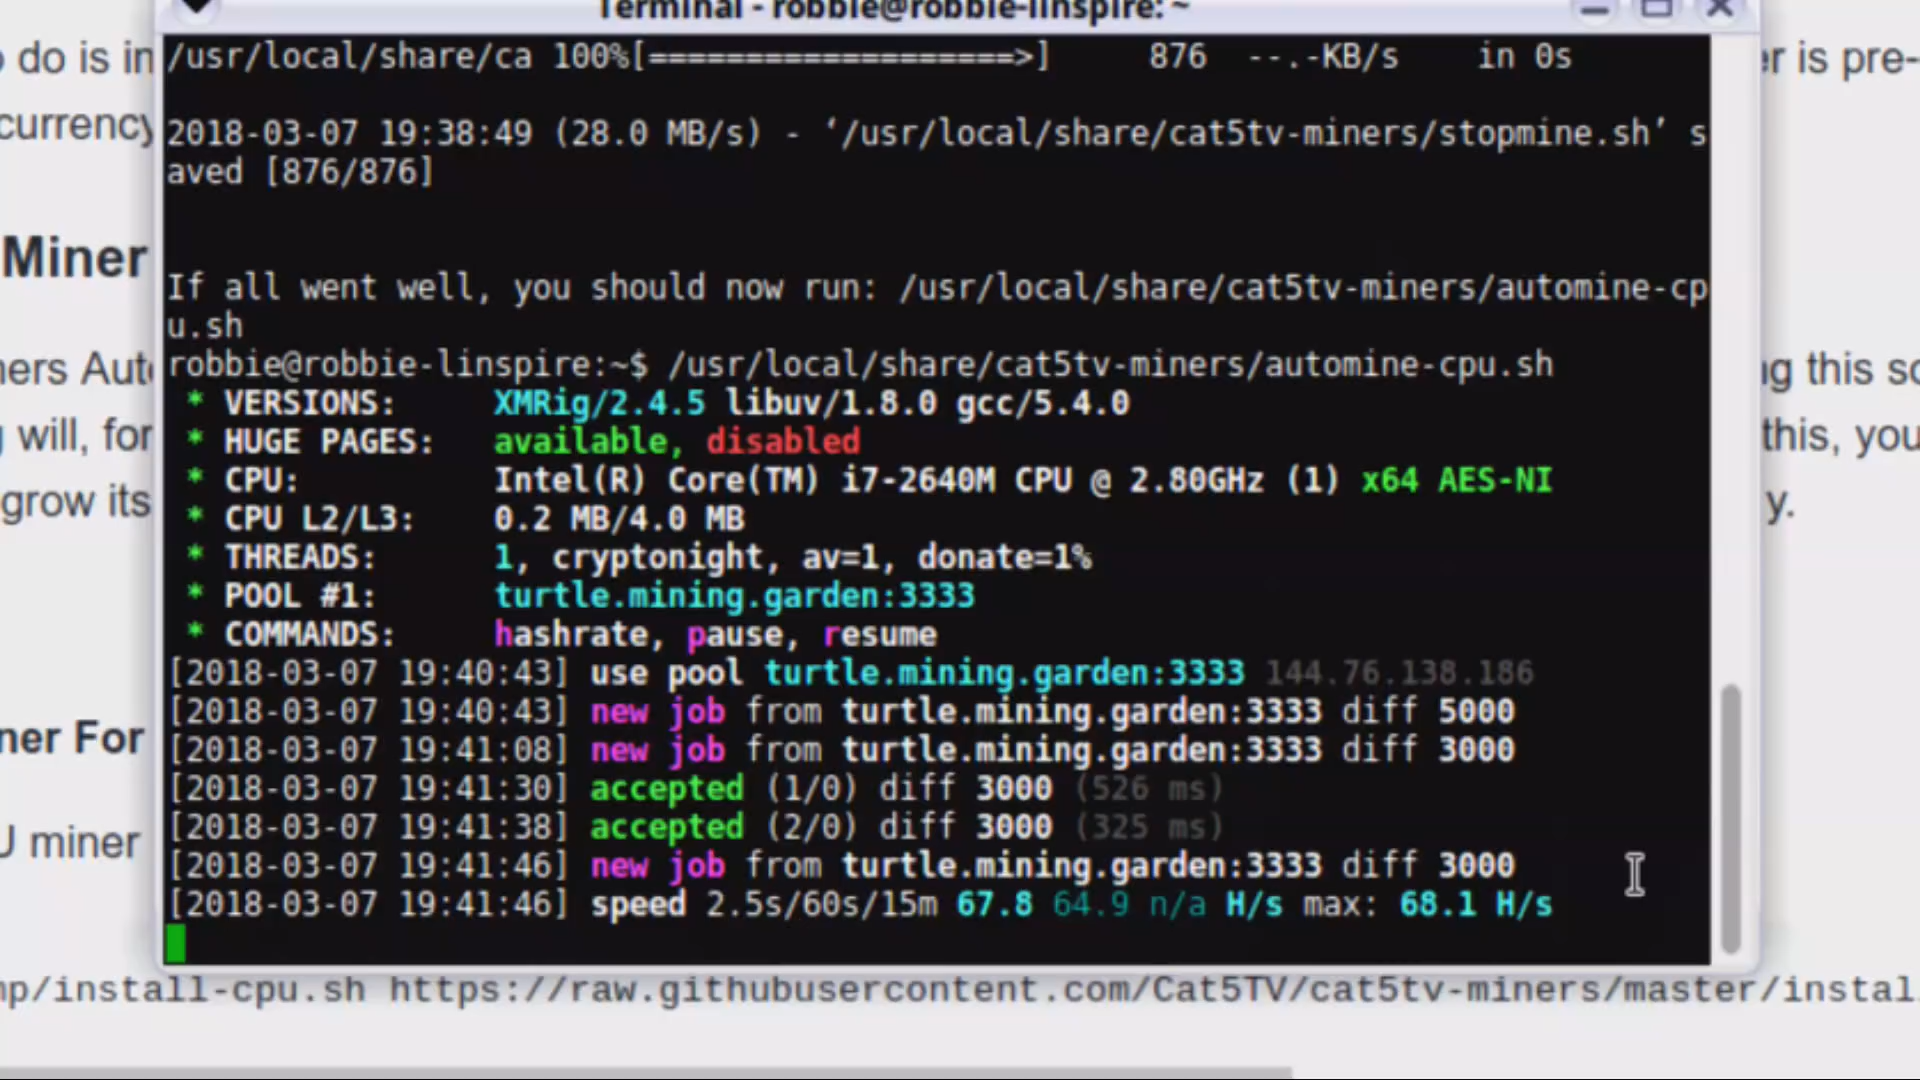 Terminal - robbie@robbie-linspire: ~
do is in
er is pre-
currency
/usr/local/share/ca 100%[===================>]     876  --.-KB/s    in 0s
2018-03-07 19:38:49 (28.0 MB/s) - ‘/usr/local/share/cat5tv-miners/stopmine.sh’ s
aved [876/876]
Miner
If all went well, you should now run: /usr/local/share/cat5tv-miners/automine-cp
u.sh
robbie@robbie-linspire:~$ /usr/local/share/cat5tv-miners/automine-cpu.sh
* VERSIONS:     XMRig/2.4.5 libuv/1.8.0 gcc/5.4.0
* HUGE PAGES:   available, disabled
* CPU:          Intel(R) Core(TM) i7-2640M CPU @ 2.80GHz (1) x64 AES-NI
* CPU L2/L3:    0.2 MB/4.0 MB
* THREADS:      1, cryptonight, av=1, donate=1%
* POOL #1:      turtle.mining.garden:3333
* COMMANDS:     hashrate, pause, resume
[2018-03-07 19:40:43] use pool turtle.mining.garden:3333 144.76.138.186
[2018-03-07 19:40:43] new job from turtle.mining.garden:3333 diff 5000
[2018-03-07 19:41:08] new job from turtle.mining.garden:3333 diff 3000
[2018-03-07 19:41:30] accepted (1/0) diff 3000 (526 ms)
[2018-03-07 19:41:38] accepted (2/0) diff 3000 (325 ms)
[2018-03-07 19:41:46] new job from turtle.mining.garden:3333 diff 3000
[2018-03-07 19:41:46] speed 2.5s/60s/15m 67.8 64.9 n/a H/s max: 68.1 H/s
ners Aut
g this sc
will, for
this, you
grow its
y.
ner For
U miner
mp/install-cpu.sh https://raw.githubusercontent.com/Cat5TV/cat5tv-miners/master/instal